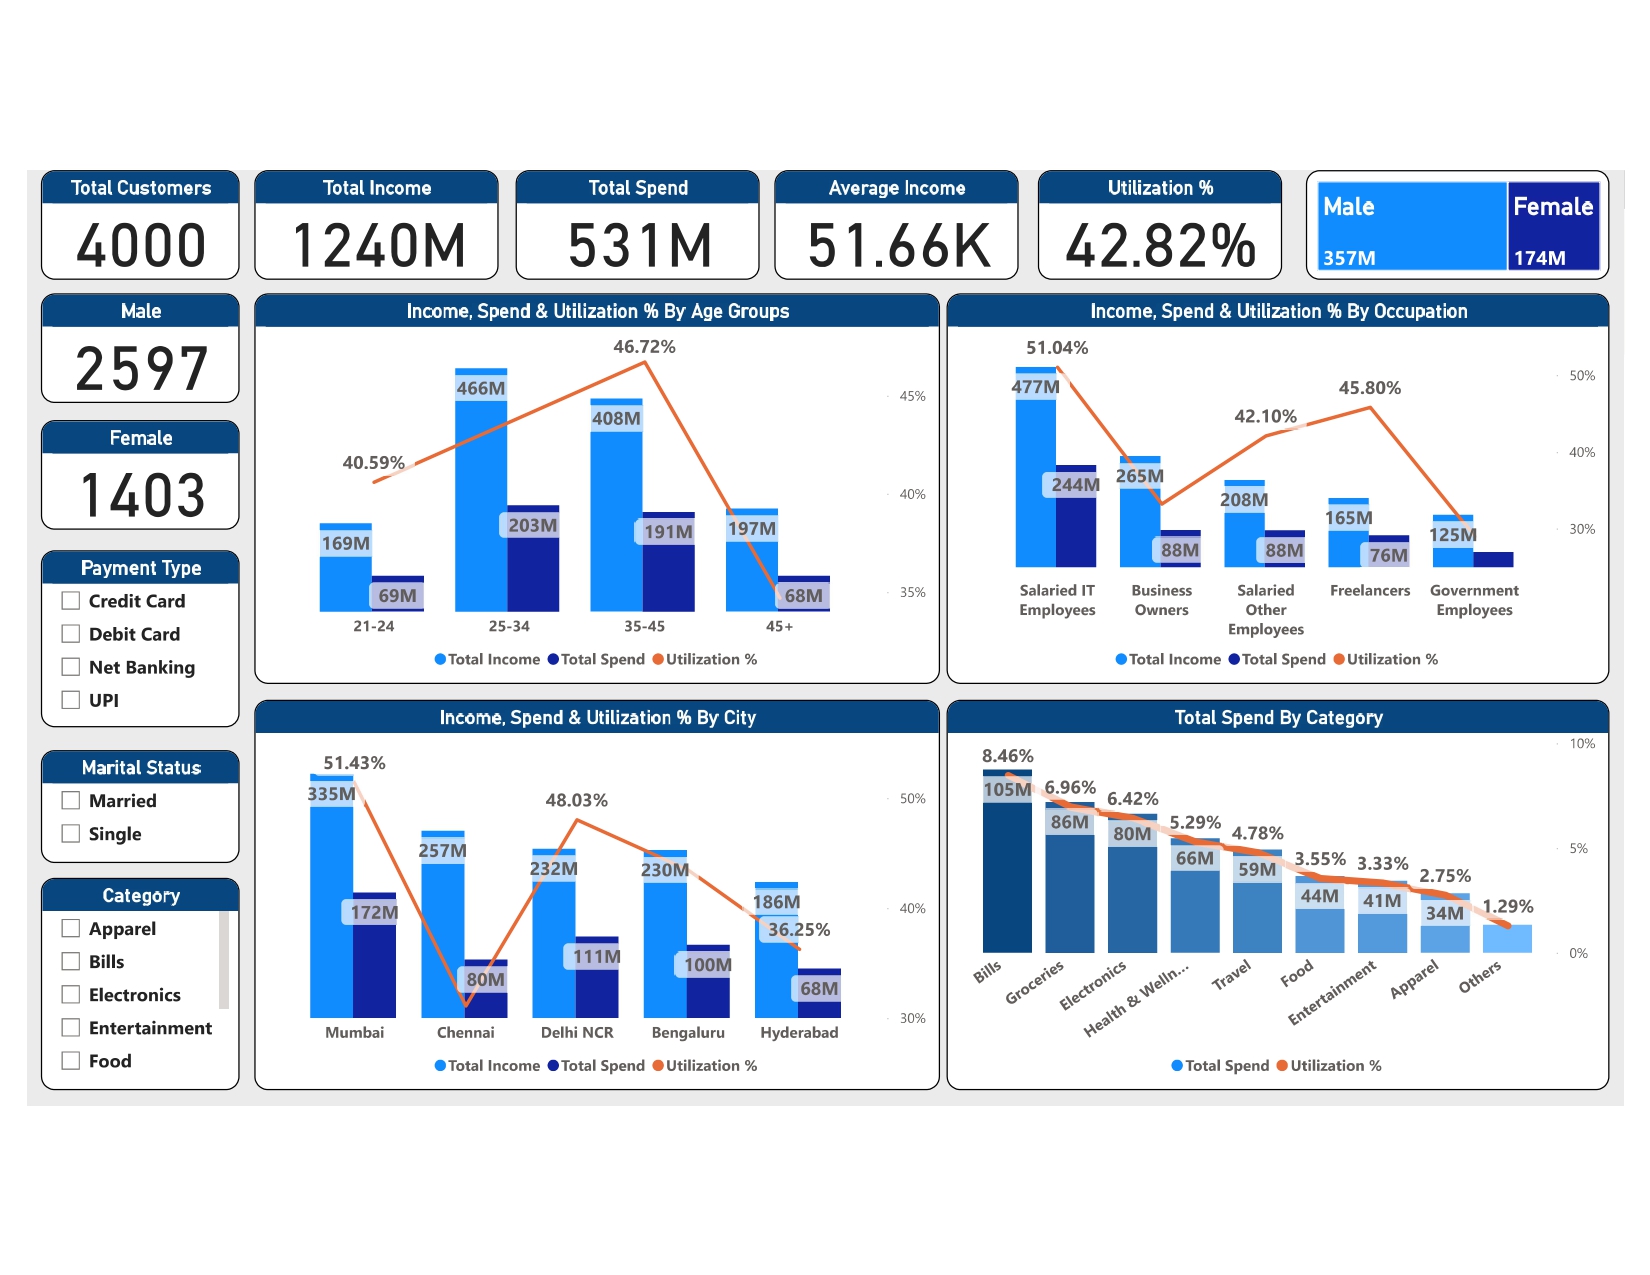 Total Customers
4000
Total Income
1240M
Total Spend
531M
Average Income
51.66K
Utilization %
42.82%
Male
357M
Female
174M
Male
2597
Female
1403
Payment Type
Credit Card
Debit Card
Net Banking
UPI
Marital Status
Married
Single
Category
Apparel
Bills
Electronics
Entertainment
Food
Income, Spend & Utilization % By Age Groups
46.72%
466M
45%
408M
40.59%
40%
203M
191M
197M
169M
35%
69M
68M
21-24
25-34
35-45
45+
Total Income
Total Spend
Utilization %
Income, Spend & Utilization % By Occupation
51.04%
50%
477M
45.80%
42.10%
40%
265M
244M
208M
165M
30%
125M
88M
88M
76M
Salaried IT
Employees
Business
Owners
Salaried
Other
Employees
Freelancers
Government
Employees
Total Income
Total Spend
Utilization %
Income, Spend & Utilization % By City
51.43%
335M
48.03%
50%
257M
232M
230M
186M
40%
172M
36.25%
111M
100M
80M
68M
30%
Mumbai
Chennai
Delhi NCR
Bengaluru
Hyderabad
Total Income
Total Spend
Utilization %
Total Spend By Category
10%
8.46%
105M
6.96%
6.42%
86M
80M
5.29%
4.78%
5%
66M
59M
3.55%
3.33%
2.75%
44M
41M
34M
1.29%
0%
Bills
Groceries
Electronics
Health & Welln...
Travel
Food
Entertainment
Apparel
Others
Total Spend
Utilization %